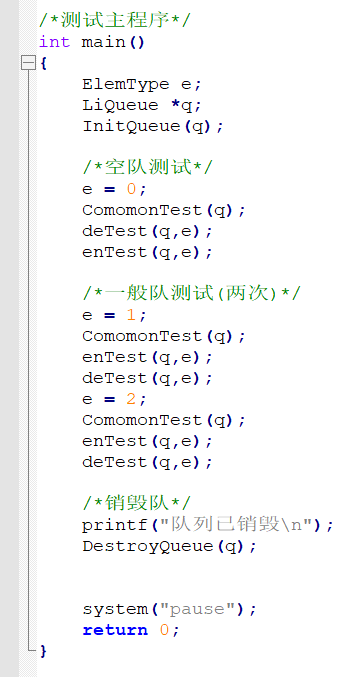 /*测试主程序*/
int main()
{
ElemType e;
LiQueue *q;
InitQueue(q);
/*空队测试*/
e = 0;
ComomonTest(q);
deTest(q,e);
enTest(q,e);
/*一般队测试(两次)*/
e = 1;
ComomonTest(q);
enTest(q,e);
deTest(q,e);
e = 2;
ComomonTest(q);
enTest(q,e);
deTest(q,e);
/*销毁队*/
printf("队列已销毁\n");
DestroyQueue(q);
system("pause");
return 0;
}